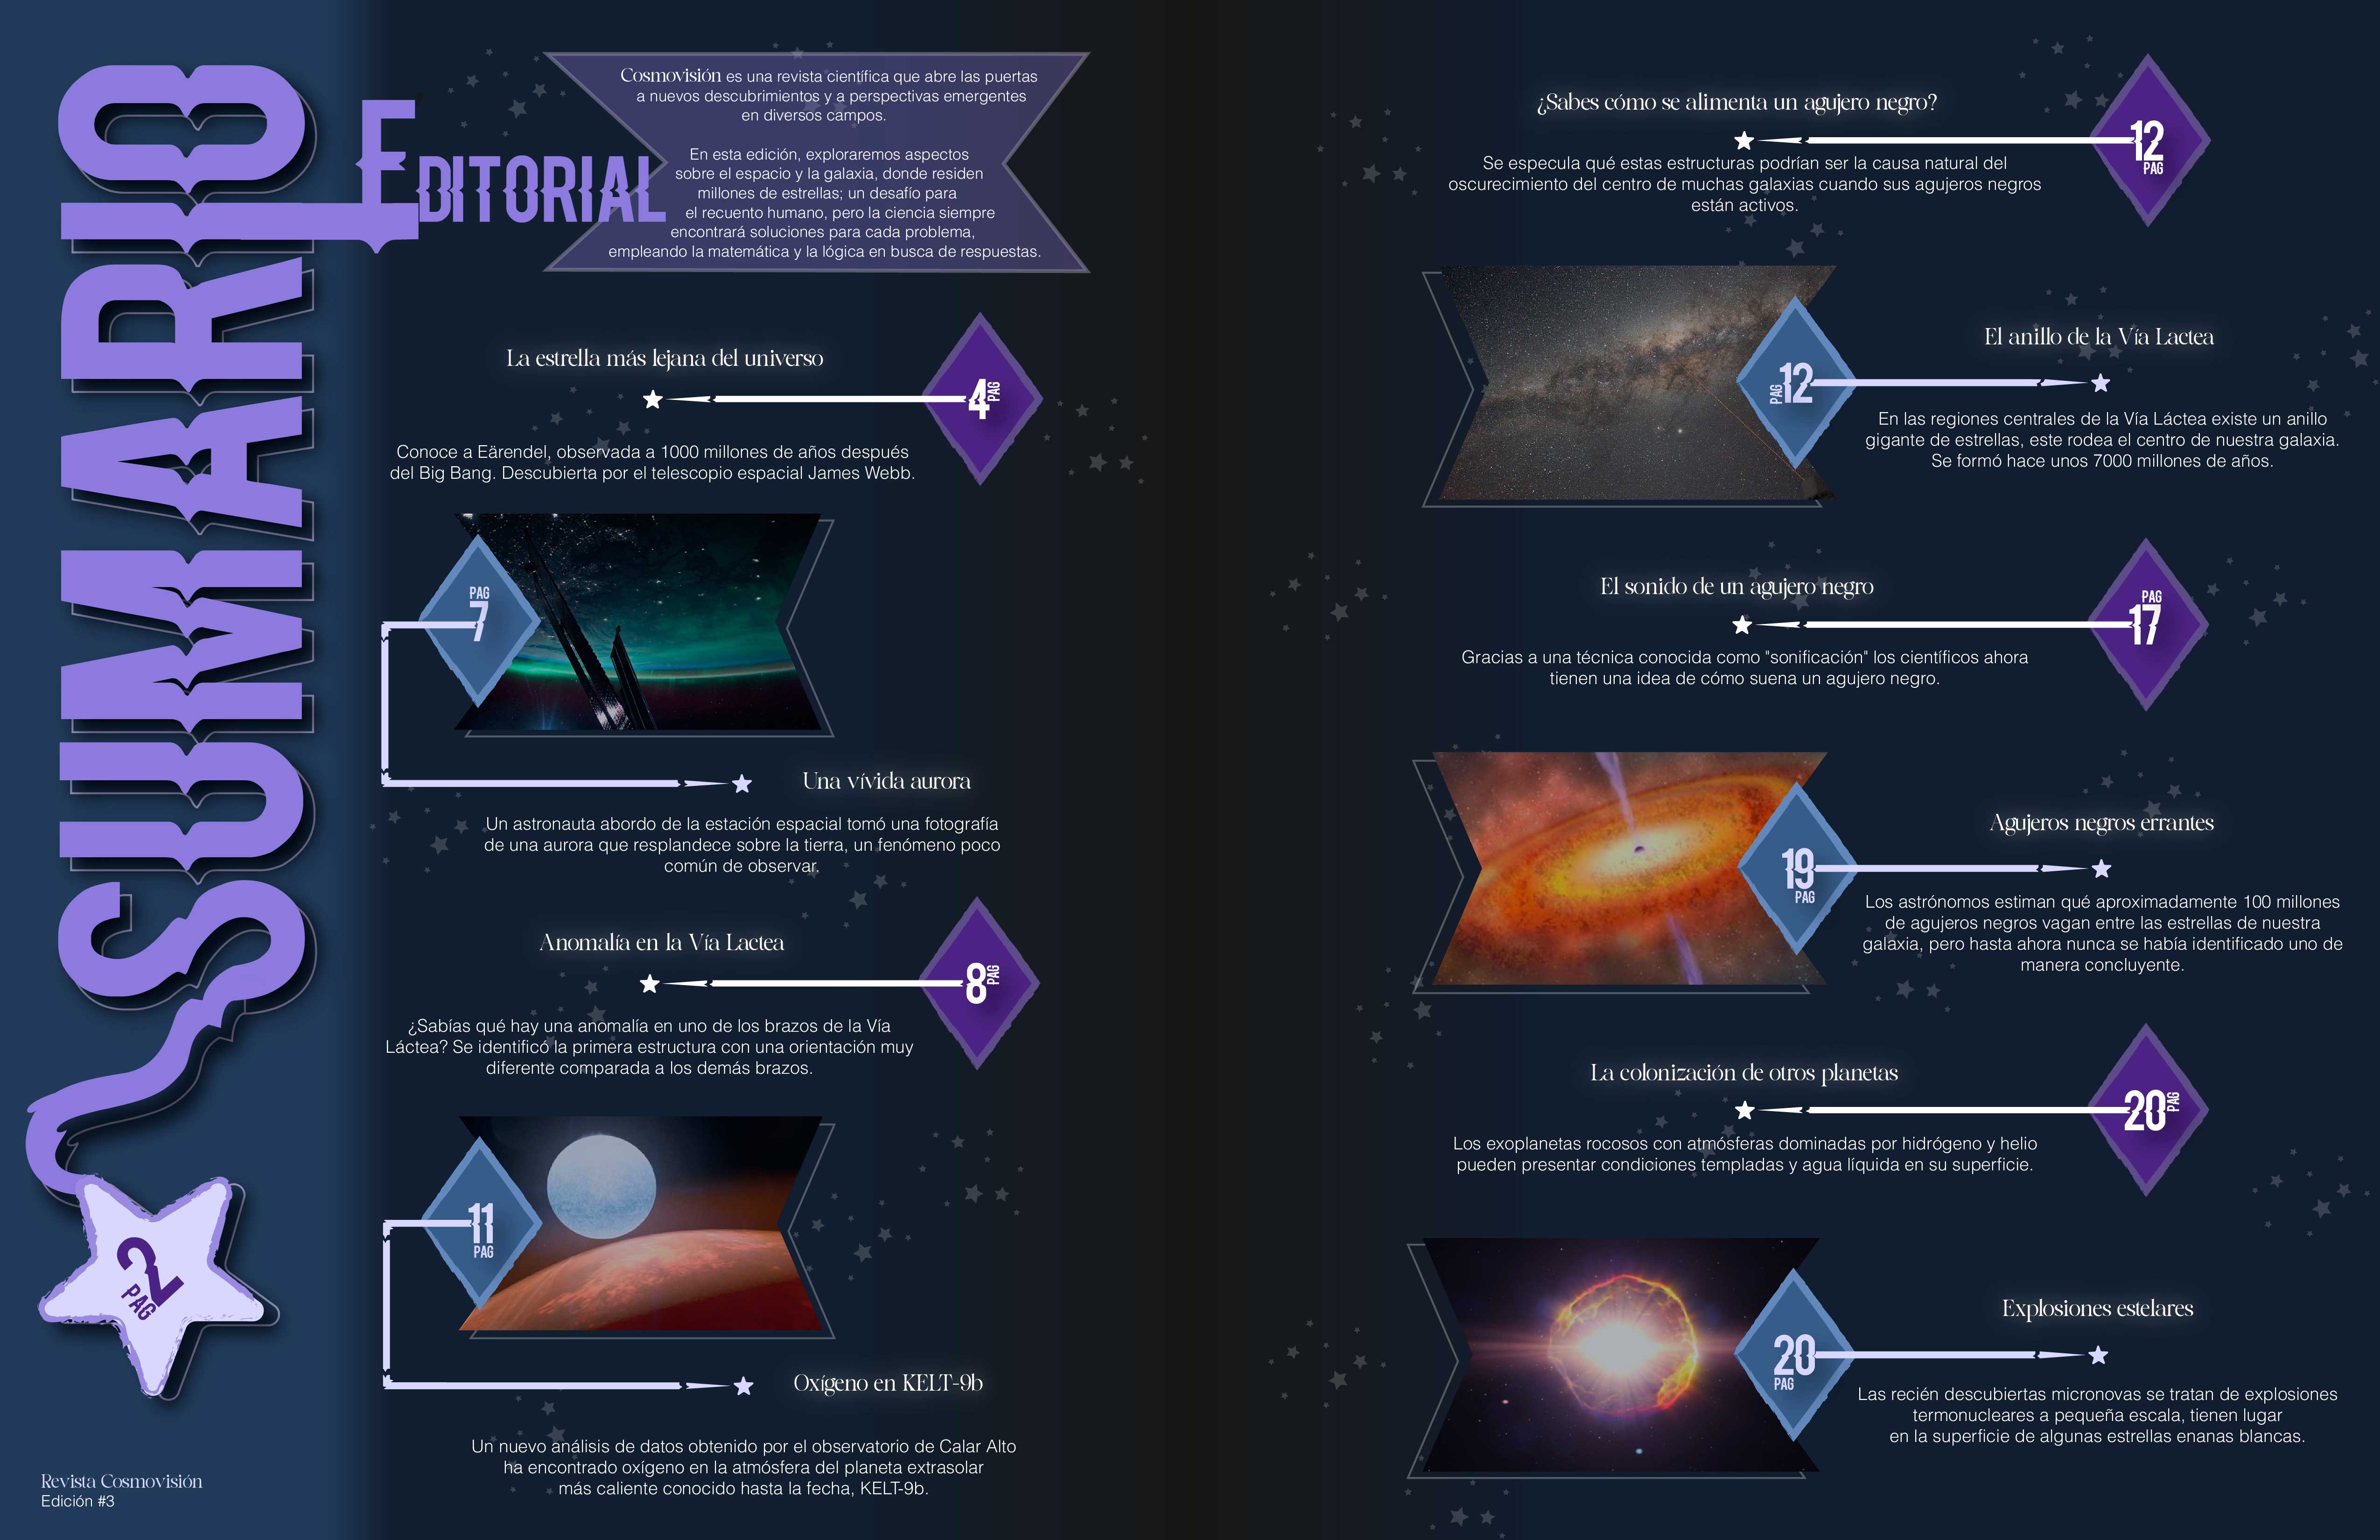 SUMARIO
2
PAG
Revista Cosmovisión
Edición #3
EDITORIAL
Cosmovisión es una revista científica que abre las puertas
a nuevos descubrimientos y a perspectivas emergentes
en diversos campos.
En esta edición, exploraremos aspectos
sobre el espacio y la galaxia, donde residen
millones de estrellas; un desafío para
el recuento humano, pero la ciencia siempre
encontrará soluciones para cada problema,
empleando la matemática y la lógica en busca de respuestas.
La estrella más lejana del universo
4 PAG
Conoce a Eärendel, observada a 1000 millones de años después
del Big Bang. Descubierta por el telescopio espacial James Webb.
PAG
7
Una vívida aurora
Un astronauta abordo de la estación espacial tomó una fotografía
de una aurora que resplandece sobre la tierra, un fenómeno poco
común de observar.
Anomalía en la Vía Lactea
8 PAG
¿Sabías qué hay una anomalía en uno de los brazos de la Vía
Láctea? Se identificó la primera estructura con una orientación muy
diferente comparada a los demás brazos.
11
PAG
Oxígeno en KELT-9b
Un nuevo análisis de datos obtenido por el observatorio de Calar Alto
ha encontrado oxígeno en la atmósfera del planeta extrasolar
más caliente conocido hasta la fecha, KELT-9b.
¿Sabes cómo se alimenta un agujero negro?
12
PAG
Se especula qué estas estructuras podrían ser la causa natural del
oscurecimiento del centro de muchas galaxias cuando sus agujeros negros
están activos.
El anillo de la Vía Lactea
PAG 12
En las regiones centrales de la Vía Láctea existe un anillo
gigante de estrellas, este rodea el centro de nuestra galaxia.
Se formó hace unos 7000 millones de años.
El sonido de un agujero negro
PAG
17
Gracias a una técnica conocida como "sonificación" los científicos ahora
tienen una idea de cómo suena un agujero negro.
Agujeros negros errantes
19
PAG
Los astrónomos estiman qué aproximadamente 100 millones
de agujeros negros vagan entre las estrellas de nuestra
galaxia, pero hasta ahora nunca se había identificado uno de
manera concluyente.
La colonización de otros planetas
20 PAG
Los exoplanetas rocosos con atmósferas dominadas por hidrógeno y helio
pueden presentar condiciones templadas y agua líquida en su superficie.
Explosiones estelares
20
PAG
Las recién descubiertas micronovas se tratan de explosiones
termonucleares a pequeña escala, tienen lugar
en la superficie de algunas estrellas enanas blancas.